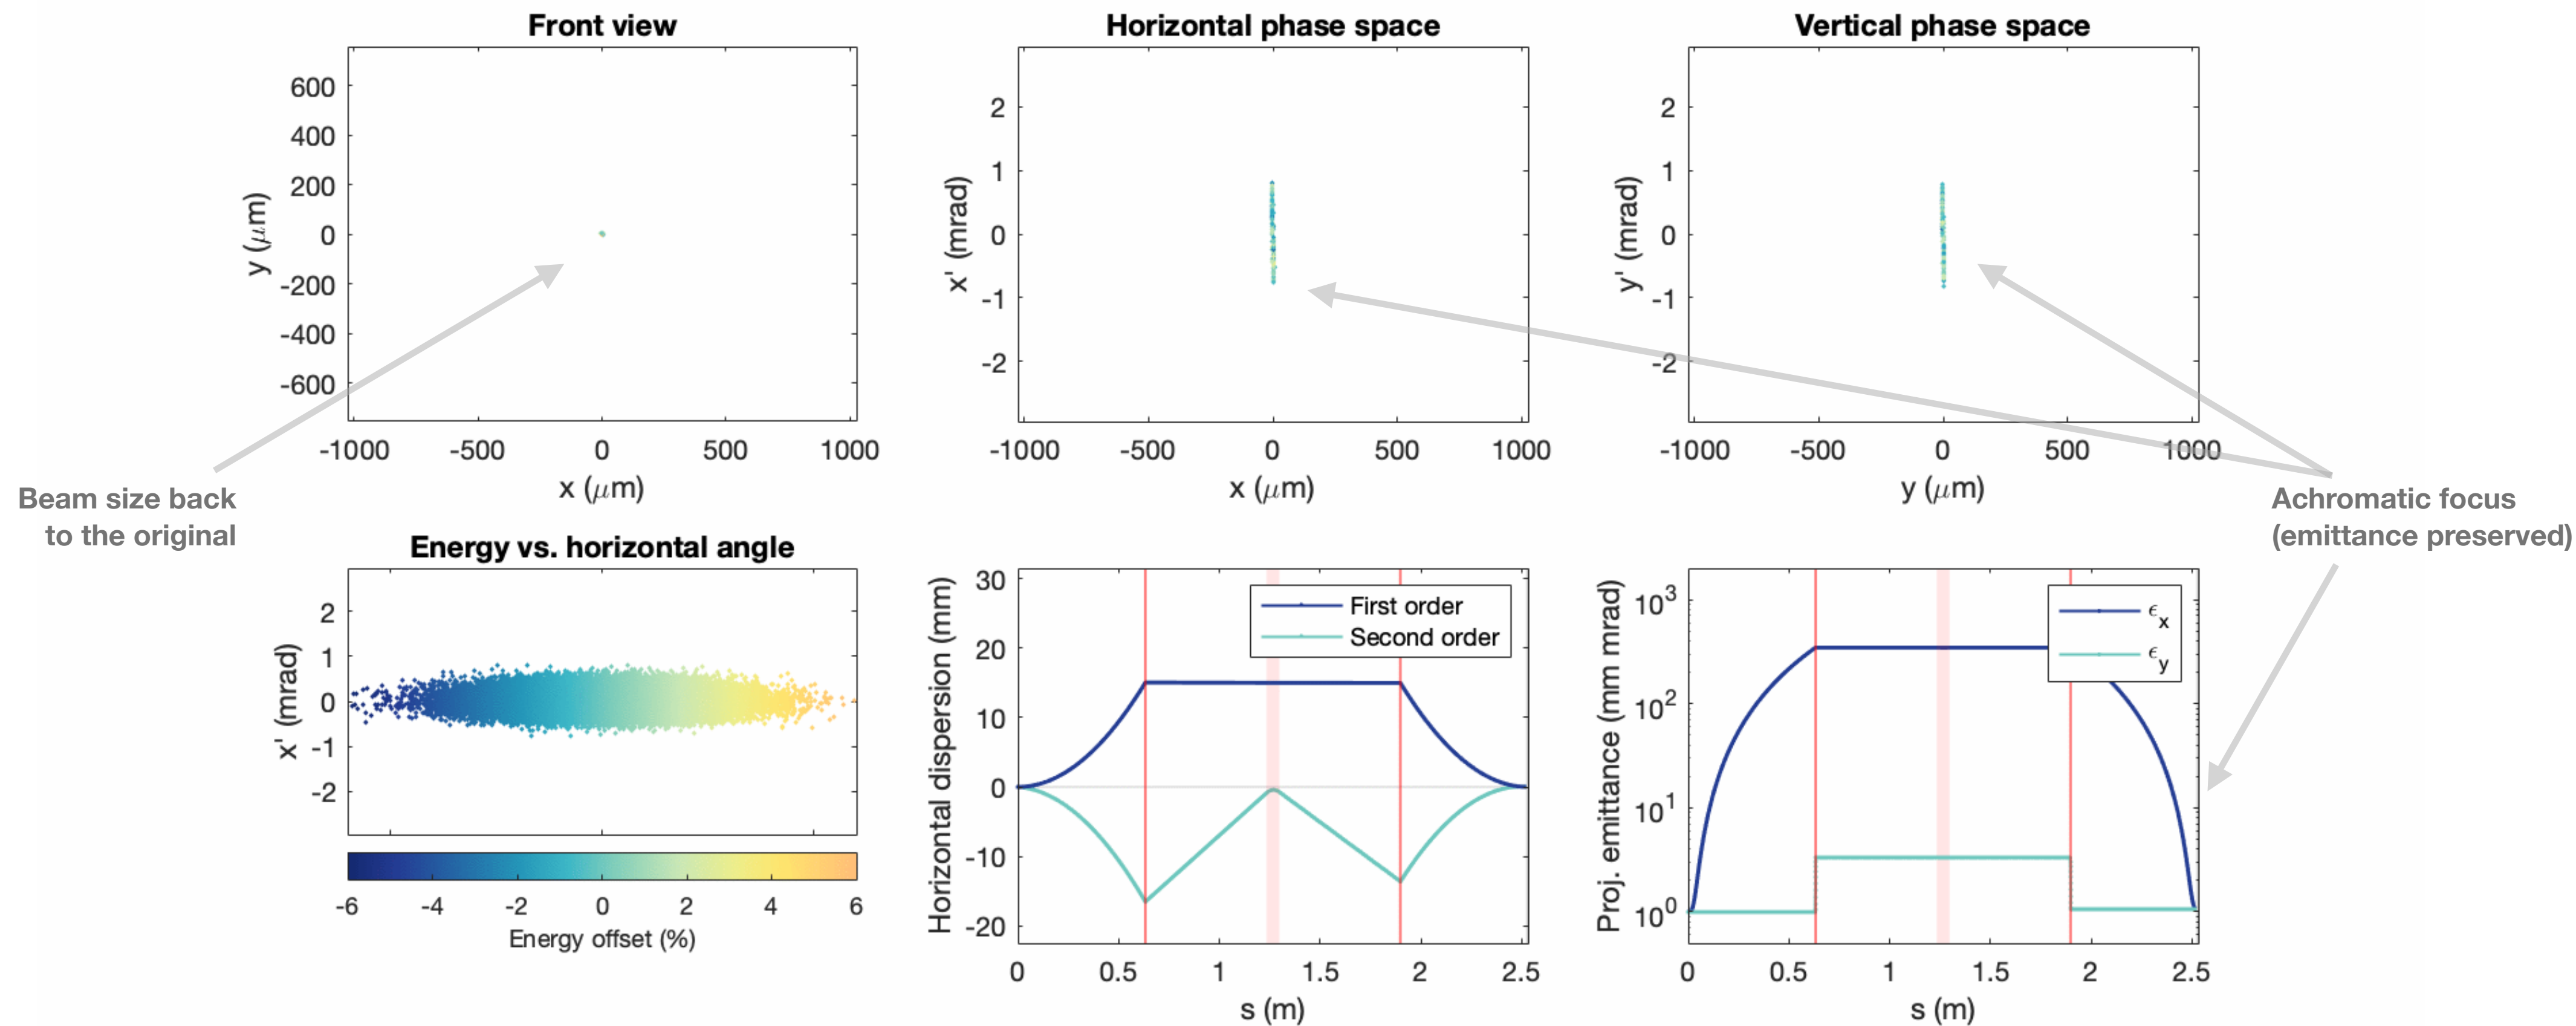 Front view
Horizontal phase space
Vertical phase space
600
400
200
0
-200
-400
-600
y (μm)
-1000 -500 0 500 1000
x (μm)
2
1
0
-1
-2
x' (mrad)
-1000 -500 0 500 1000
x (μm)
2
1
0
-1
-2
y' (mrad)
-1000 -500 0 500 1000
y (μm)
Beam size back
to the original
Achromatic focus
(emittance preserved)
Energy vs. horizontal angle
2
1
0
-1
-2
x' (mrad)
-6 -4 -2 0 2 4 6
Energy offset (%)
30
20
10
0
-10
-20
Horizontal dispersion (mm)
First order
Second order
0 0.5 1 1.5 2 2.5
s (m)
10³
10²
10¹
10⁰
Proj. emittance (mm mrad)
ϵx
ϵy
0 0.5 1 1.5 2 2.5
s (m)